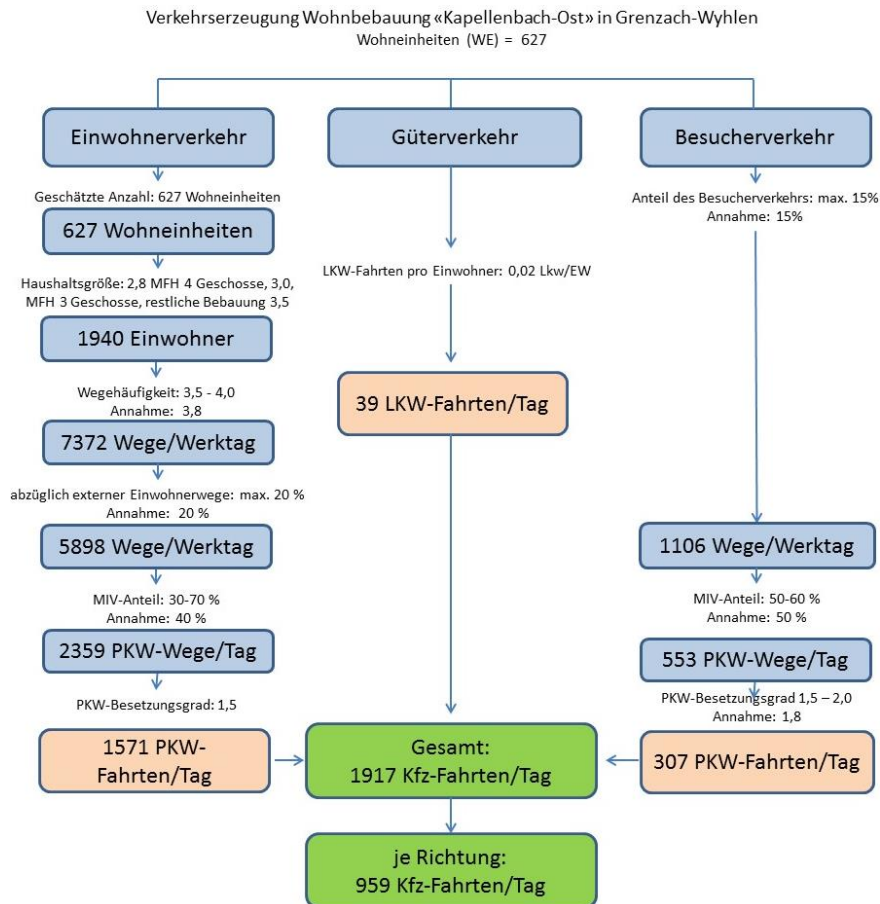 Verkehrserzeugung Wohnbebauung «Kapellenbach-Ost» in Grenzach-Wyhlen
Wohneinheiten (WE) = 627
Einwohnerverkehr
Geschätzte Anzahl: 627 Wohneinheiten
627 Wohneinheiten
Haushaltsgröße: 2,8 MFH 4 Geschosse, 3,0,
MFH 3 Geschosse, restliche Bebauung 3,5
1940 Einwohner
Wegehäufigkeit: 3,5 - 4,0
Annahme: 3,8
7372 Wege/Werktag
abzüglich externer Einwohnerwege: max. 20 %
Annahme: 20 %
5898 Wege/Werktag
MIV-Anteil: 30-70 %
Annahme: 40 %
2359 PKW-Wege/Tag
PKW-Besetzungsgrad: 1,5
1571 PKW-
Fahrten/Tag
Güterverkehr
LKW-Fahrten pro Einwohner: 0,02 Lkw/EW
39 LKW-Fahrten/Tag
Besucherverkehr
Anteil des Besucherverkehrs: max. 15%
Annahme: 15%
1106 Wege/Werktag
MIV-Anteil: 50-60 %
Annahme: 50 %
553 PKW-Wege/Tag
PKW-Besetzungsgrad 1,5 – 2,0
Annahme: 1,8
307 PKW-Fahrten/Tag
Gesamt:
1917 Kfz-Fahrten/Tag
je Richtung:
959 Kfz-Fahrten/Tag